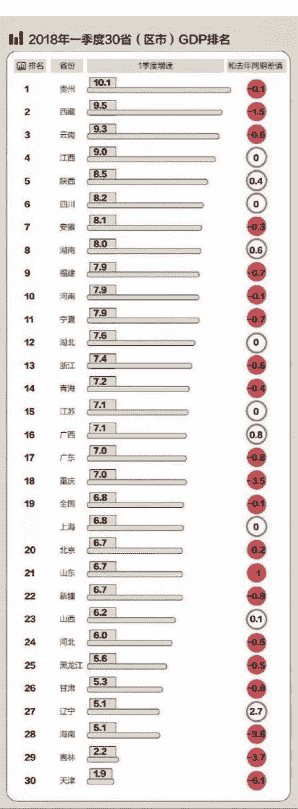 2018年一季度30省（区市）GDP排名
排名 省份 1季度增速 和去年同期差值
1 贵州 10.1 -0.1
2 西藏 9.5 -1.5
3 云南 9.3 -0.6
4 江西 9.0 0
5 陕西 8.5 0.4
6 四川 8.2 0
7 安徽 8.1 -0.3
8 湖南 8.0 0.6
9 福建 7.9 -0.7
10 河南 7.9 -0.1
11 宁夏 7.9 -0.7
12 湖北 7.6 0
13 浙江 7.4 -0.6
14 青海 7.2 -0.4
15 江苏 7.1 0
16 广西 7.1 0.8
17 广东 7.0 -0.8
18 重庆 7.0 -3.5
19 全国 6.8 -0.1
上海 6.8 0
20 北京 6.7 -0.2
21 山东 6.7 1
22 新疆 6.7 -0.8
23 山西 6.2 0.1
24 河北 6.0 -0.5
25 黑龙江 5.6 -0.5
26 甘肃 5.3 -0.8
27 辽宁 5.1 2.7
28 海南 5.1 -3.8
29 吉林 2.2 -3.7
30 天津 1.9 -6.1